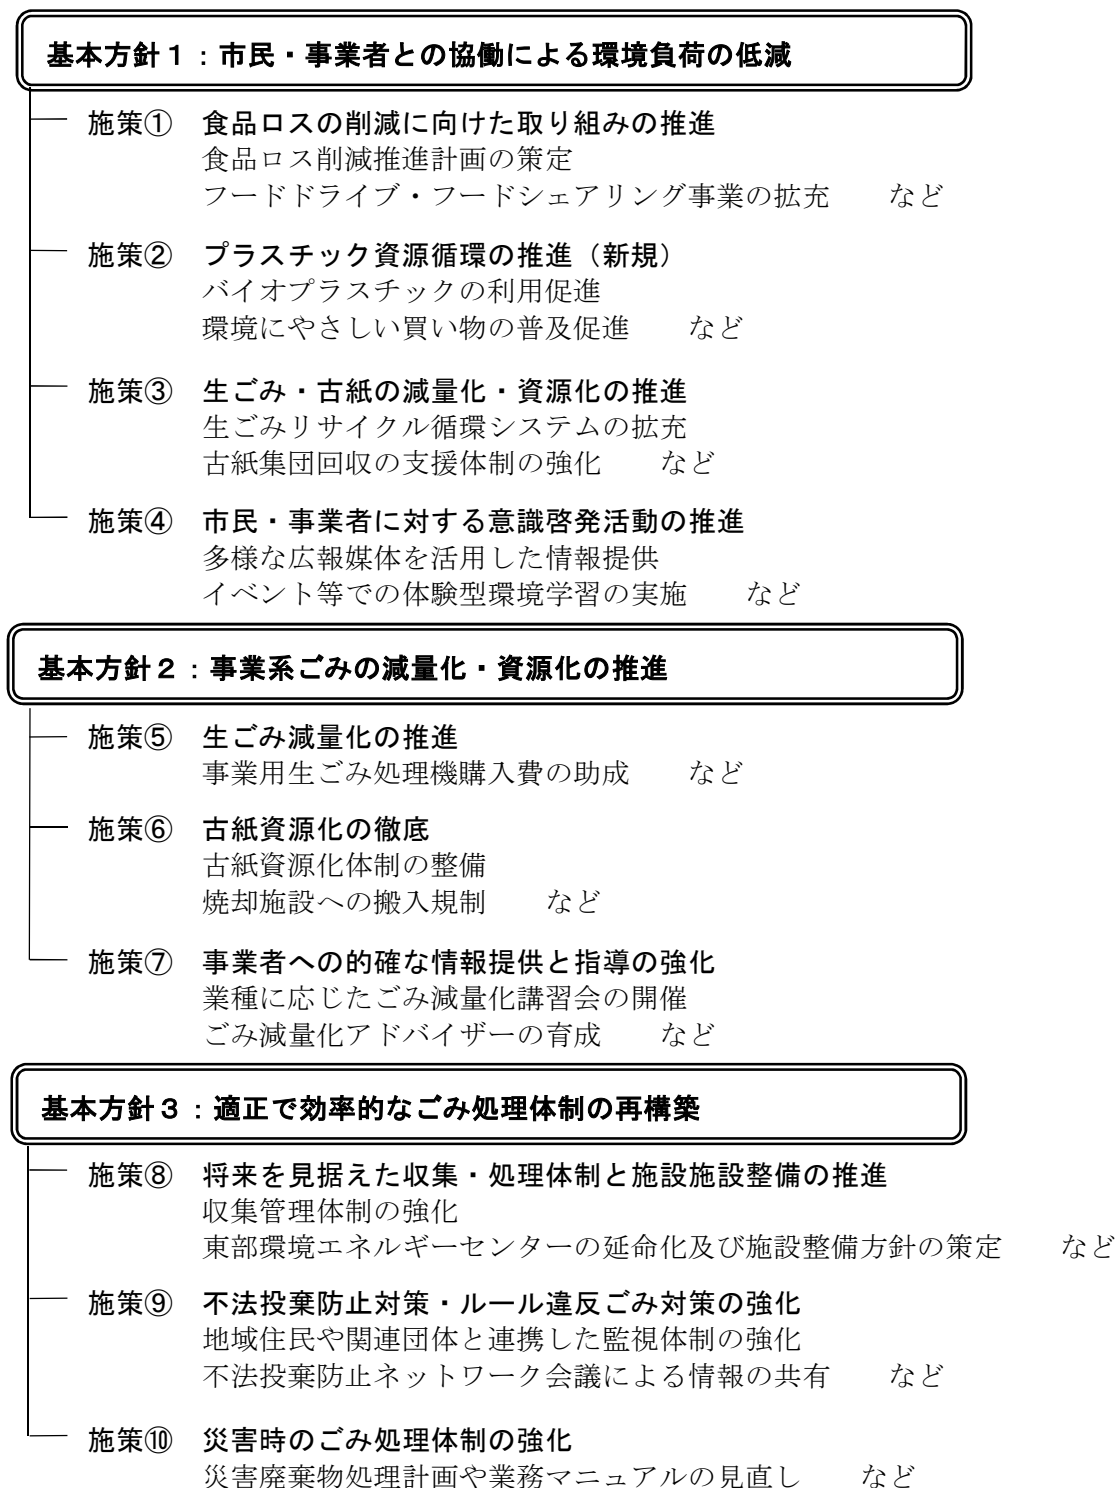 基本方針１：市民・事業者との協働による環境負荷の低減
施策① 食品ロスの削減に向けた取り組みの推進
食品ロス削減推進計画の策定
フードドライブ・フードシェアリング事業の拡充　　など
施策② プラスチック資源循環の推進（新規）
バイオプラスチックの利用促進
環境にやさしい買い物の普及促進　　など
施策③ 生ごみ・古紙の減量化・資源化の推進
生ごみリサイクル循環システムの拡充
古紙集団回収の支援体制の強化　　など
施策④ 市民・事業者に対する意識啓発活動の推進
多様な広報媒体を活用した情報提供
イベント等での体験型環境学習の実施　　など
基本方針２：事業系ごみの減量化・資源化の推進
施策⑤ 生ごみ減量化の推進
事業用生ごみ処理機購入費の助成　　など
施策⑥ 古紙資源化の徹底
古紙資源化体制の整備
焼却施設への搬入規制　　など
施策⑦ 事業者への的確な情報提供と指導の強化
業種に応じたごみ減量化講習会の開催
ごみ減量化アドバイザーの育成　　など
基本方針３：適正で効率的なごみ処理体制の再構築
施策⑧ 将来を見据えた収集・処理体制と施設施設整備の推進
収集管理体制の強化
東部環境エネルギーセンターの延命化及び施設整備方針の策定　　など
施策⑨ 不法投棄防止対策・ルール違反ごみ対策の強化
地域住民や関連団体と連携した監視体制の強化
不法投棄防止ネットワーク会議による情報の共有　　など
施策⑩ 災害時のごみ処理体制の強化
災害廃棄物処理計画や業務マニュアルの見直し　　など